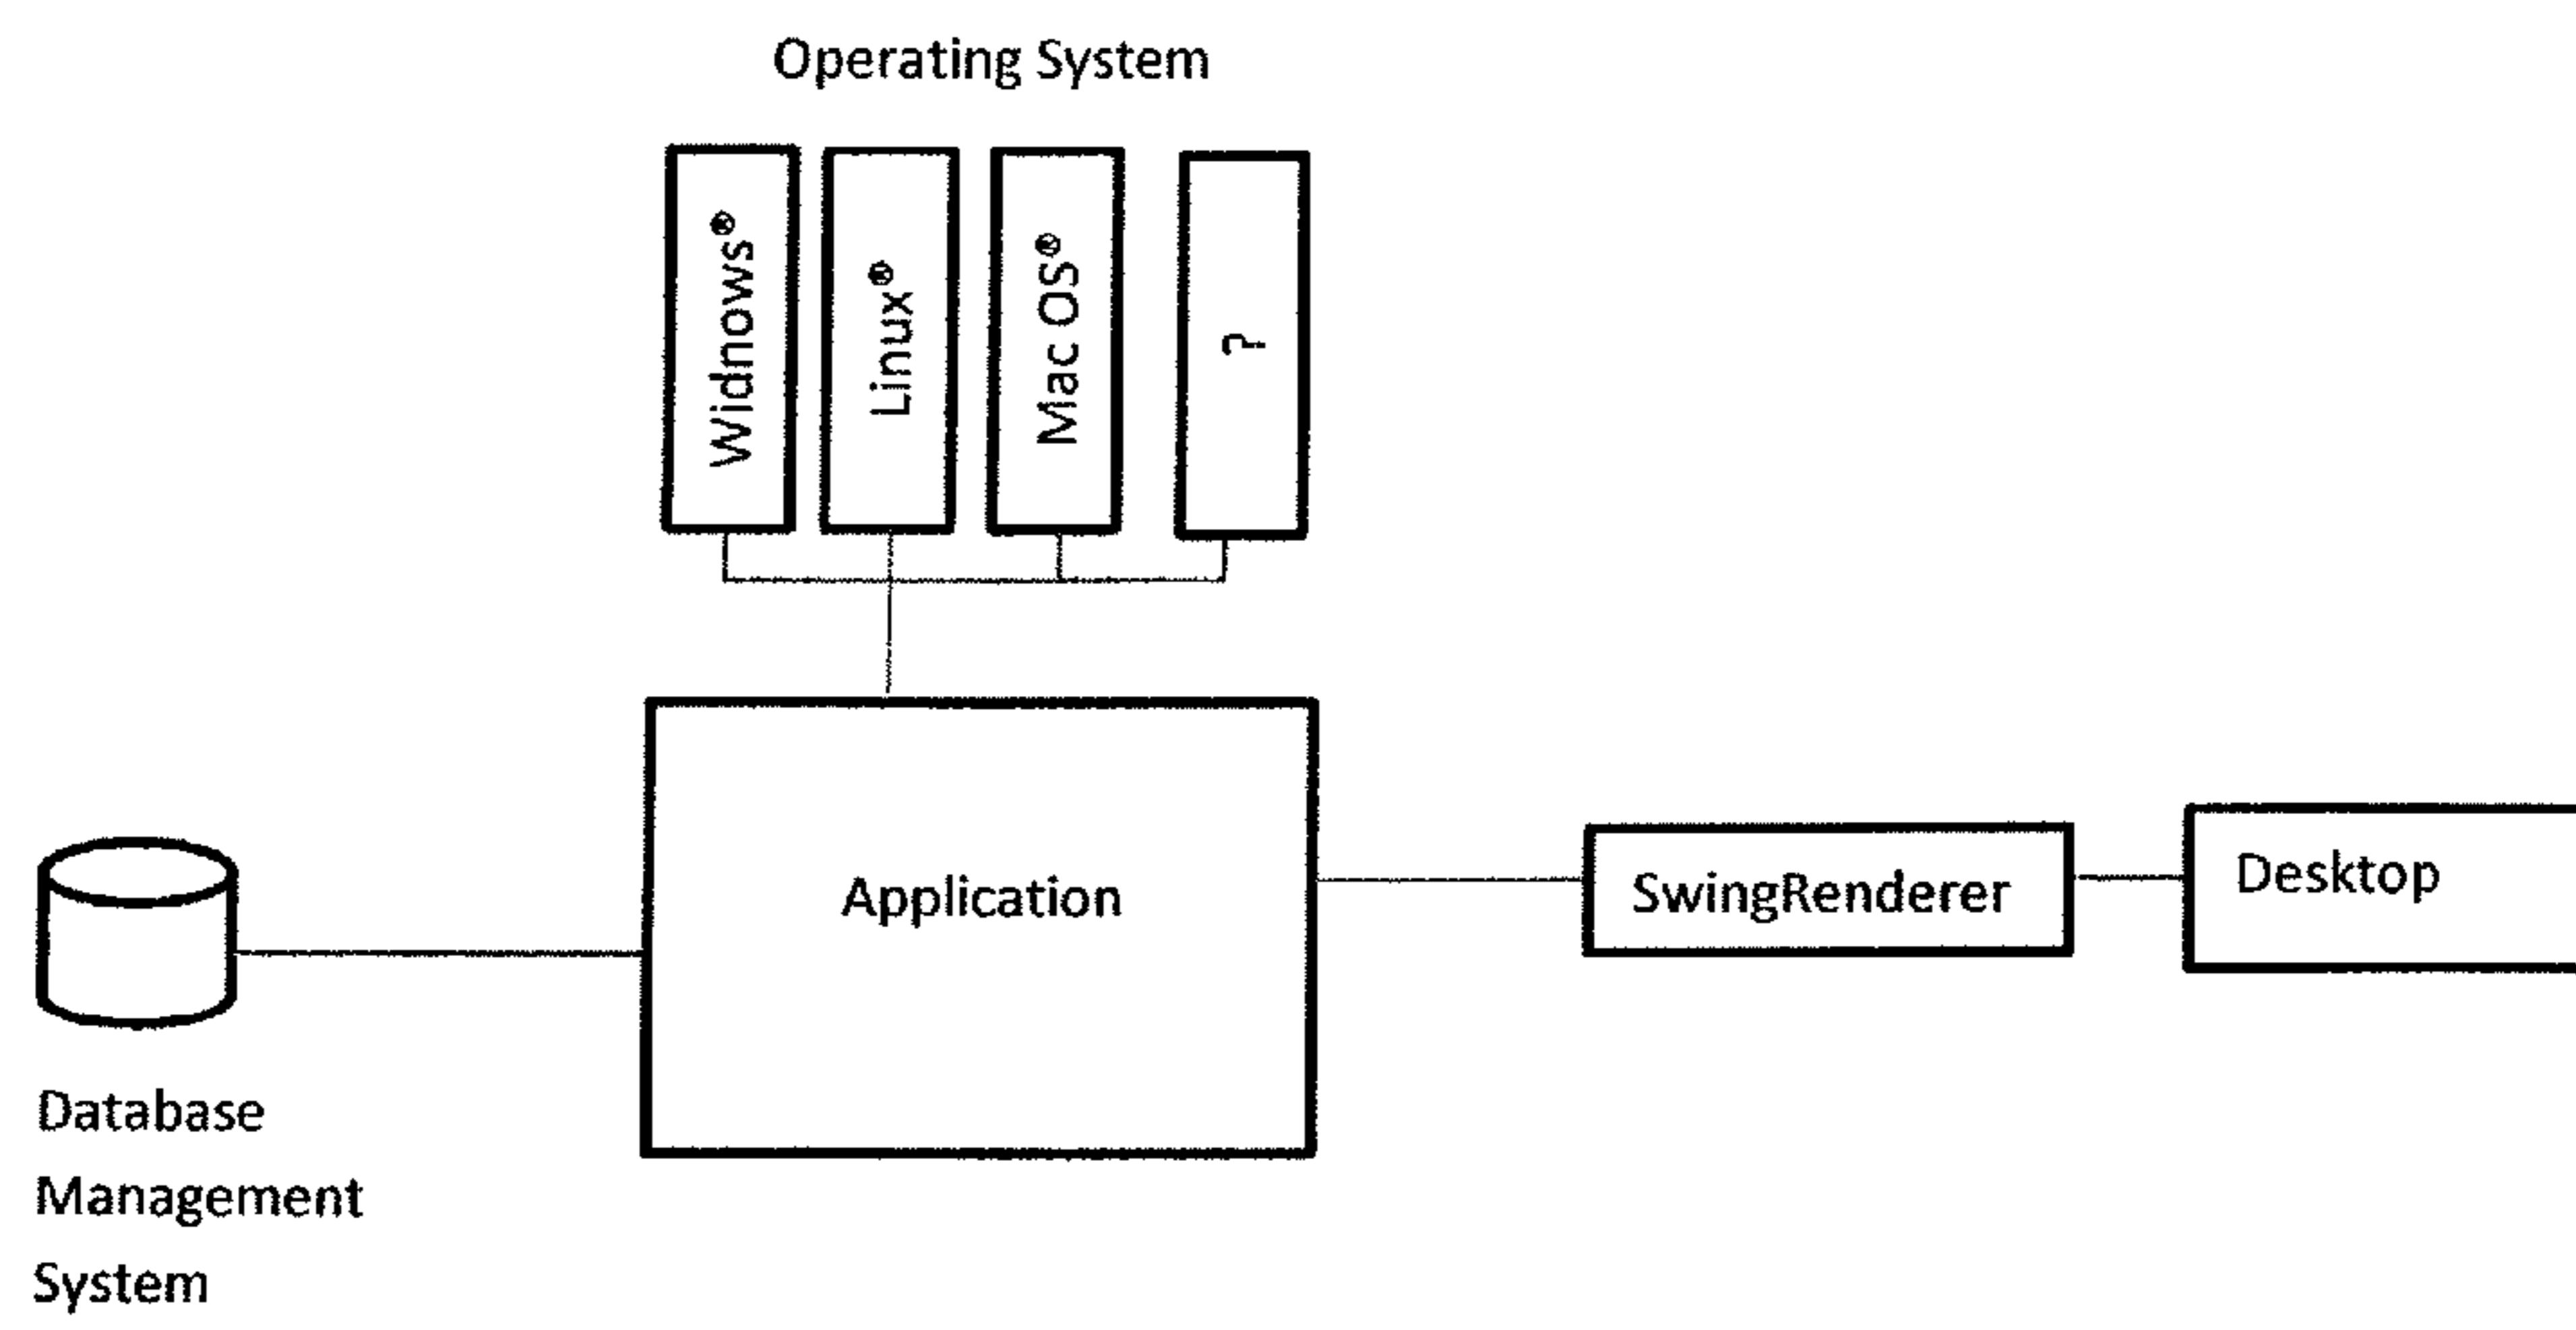 Operating System
Widnows®
Linux®
Mac OS®
?
Application
SwingRenderer
Desktop
Database
Management
System